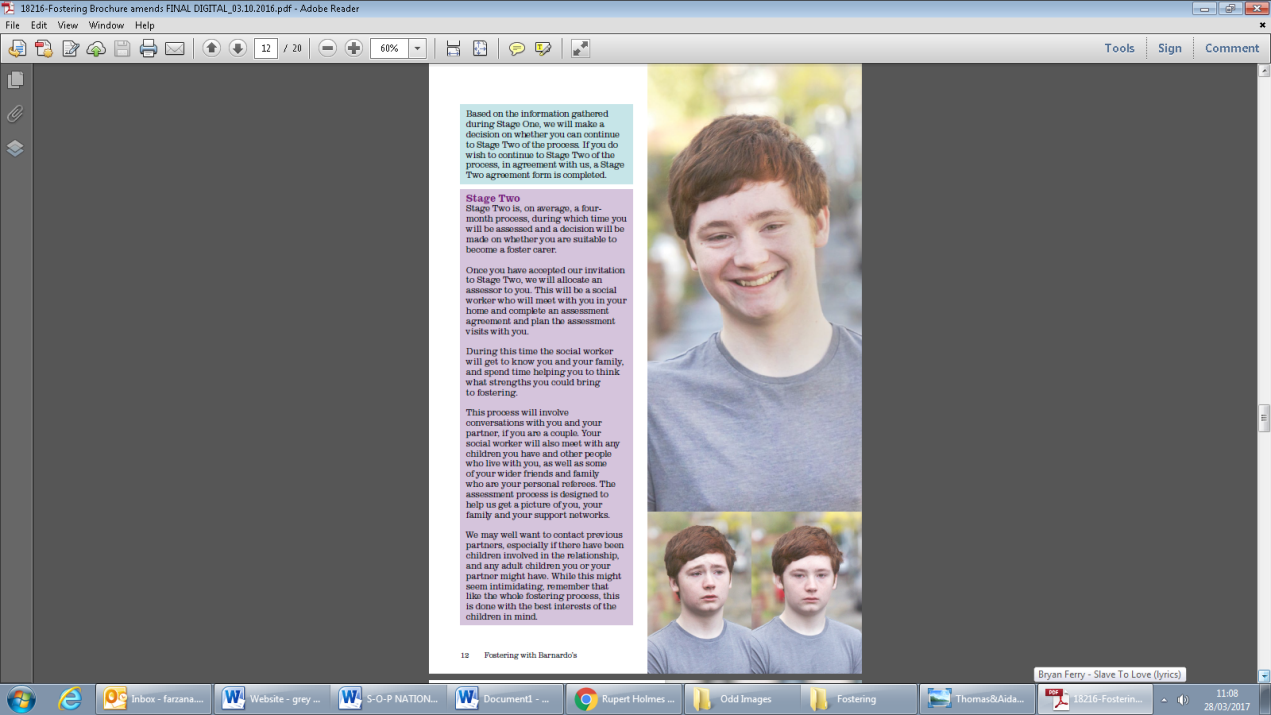 18216-Fostering Brochure amends FINAL DIGITAL_03.10.2016.pdf - Adobe Reader
File Edit View Window Help
12 / 20 60% Tools Sign Comment
Based on the information gathered
during Stage One, we will make a
decision on whether you can continue
to Stage Two of the process. If you do
wish to continue to Stage Two of the
process, in agreement with us, a Stage
Two agreement form is completed.
Stage Two
Stage Two is, on average, a four-
month process, during which time you
will be assessed and a decision will be
made on whether you are suitable to
become a foster carer.
Once you have accepted our invitation
to Stage Two, we will allocate an
assessor to you. This will be a social
worker who will meet with you in your
home and complete an assessment
agreement and plan the assessment
visits with you.
During this time the social worker
will get to know you and your family,
and spend time helping you to think
what strengths you could bring
to fostering.
This process will involve
conversations with you and your
partner, if you are a couple. Your
social worker will also meet with any
children you have and other people
who live with you, as well as some
of your wider friends and family
who are your personal referees. The
assessment process is designed to
help us get a picture of you, your
family and your support networks.
We may well want to contact previous
partners, especially if there have been
children involved in the relationship,
and any adult children you or your
partner might have. While this might
seem intimidating, remember that
like the whole fostering process, this
is done with the best interests of the
children in mind.
12 Fostering with Barnardo's
Bryan Ferry - Slave To Love (lyrics)
Inbox - farzana.... Website - grey ... S-O-P NATION... Document1 - ... Rupert Holmes ... Odd Images Fostering Thomas&Aida... 18216-Fosterin... 11:08
28/03/2017